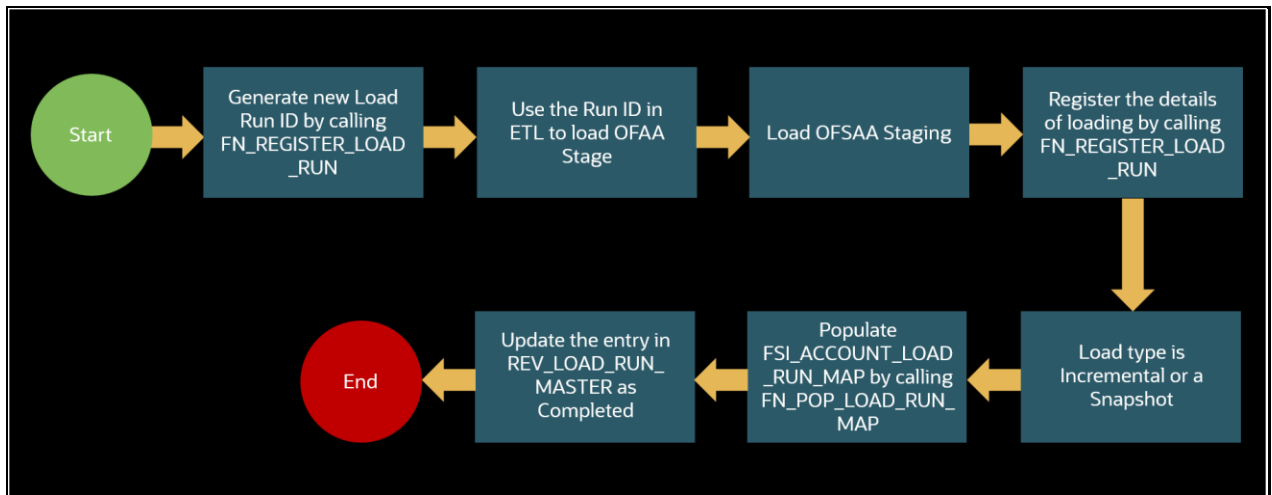 Start
Generate new Load
Run ID by calling
FN_REGISTER_LOAD
_RUN
Use the Run ID in
ETL to load OFAA
Stage
Load OFSAA Staging
Register the details
of loading by calling
FN_REGISTER_LOAD
_RUN
Load type is
Incremental or a
Snapshot
Populate
FSI_ACCOUNT_LOAD
_RUN_MAP by calling
FN_POP_LOAD_RUN_
MAP
Update the entry in
REV_LOAD_RUN_
MASTER as
Completed
End